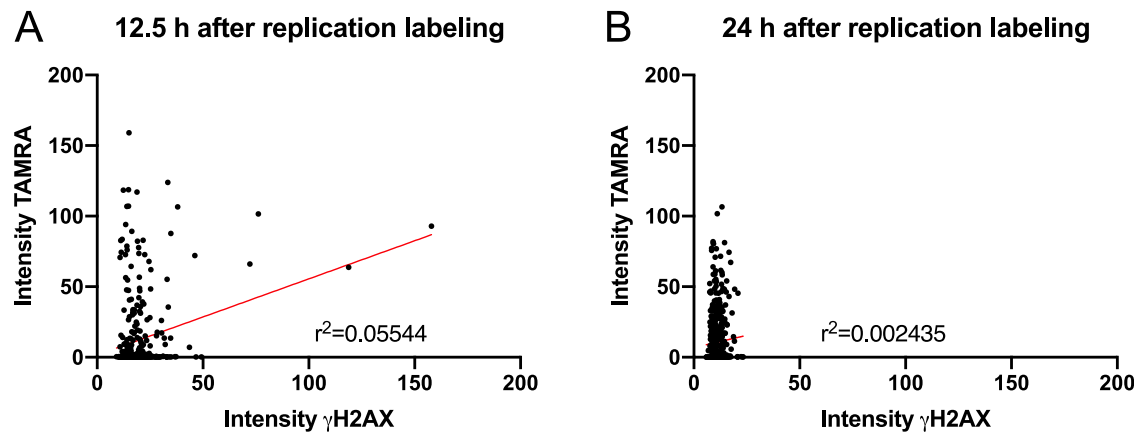 A
12.5 h after replication labeling
200
150
100
50
0
Intensity TAMRA
r²=0.05544
0
50
100
150
200
Intensity γH2AX
B
24 h after replication labeling
200
150
100
50
0
Intensity TAMRA
r²=0.002435
0
50
100
150
200
Intensity γH2AX